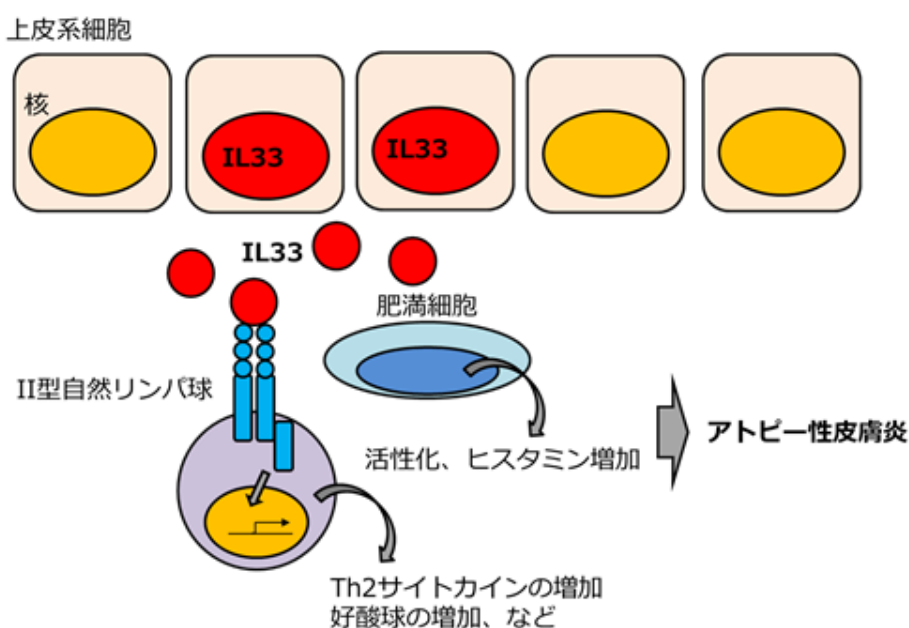 上皮系細胞
核
IL33
IL33
IL33
肥満細胞
II型自然リンパ球
アトピー性皮膚炎
活性化、ヒスタミン増加
Th2サイトカインの増加
好酸球の増加、など